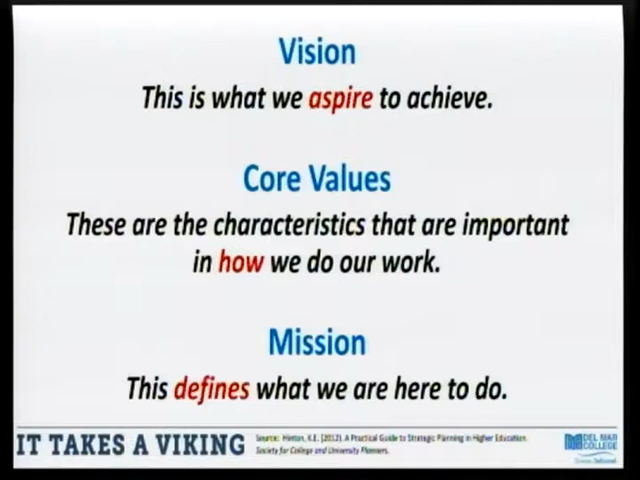 Vision
This is what we aspire to achieve.
Core Values
These are the characteristics that are important
in how we do our work.
Mission
This defines what we are here to do.
IT TAKES A VIKING
Source: Hinton, K.E. (2012). A Practical Guide to Strategic Planning in Higher Education.
Society for College and University Planners.
DEL MAR
COLLEGE